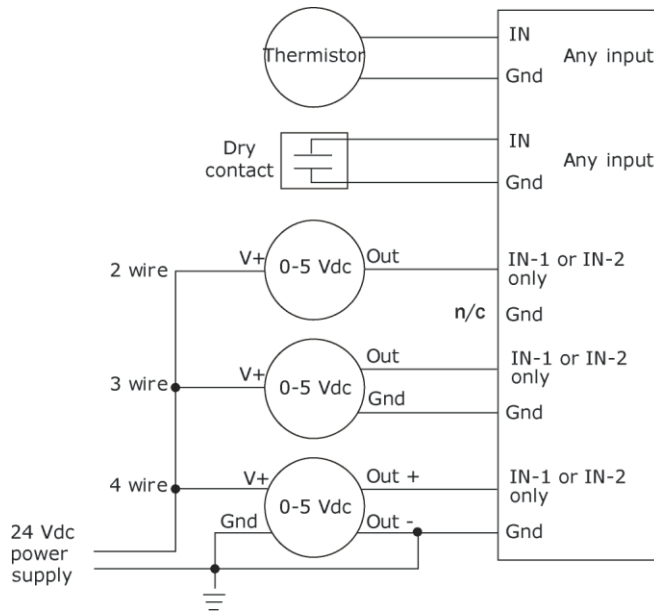 Thermistor
IN
Gnd
Any input
Dry
contact
IN
Gnd
Any input
2 wire
V+
0-5 Vdc
Out
IN-1 or IN-2
only
n/c
Gnd
3 wire
V+
0-5 Vdc
Out
Gnd
IN-1 or IN-2
only
Gnd
4 wire
V+
Gnd
0-5 Vdc
Out +
Out -
IN-1 or IN-2
only
Gnd
24 Vdc
power
supply